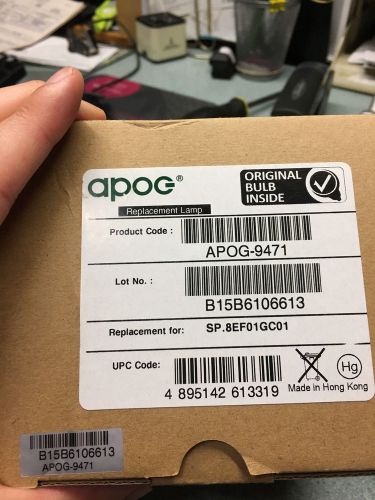 apog®
ORIGINAL
BULB
INSIDE
Replacement Lamp
Product Code :
APOG-9471
Lot No. :
B15B6106613
Replacement for: SP.8EF01GC01
UPC Code:
4 895142 613319
Hg
Made in Hong Kong
B15B6106613
APOG-9471